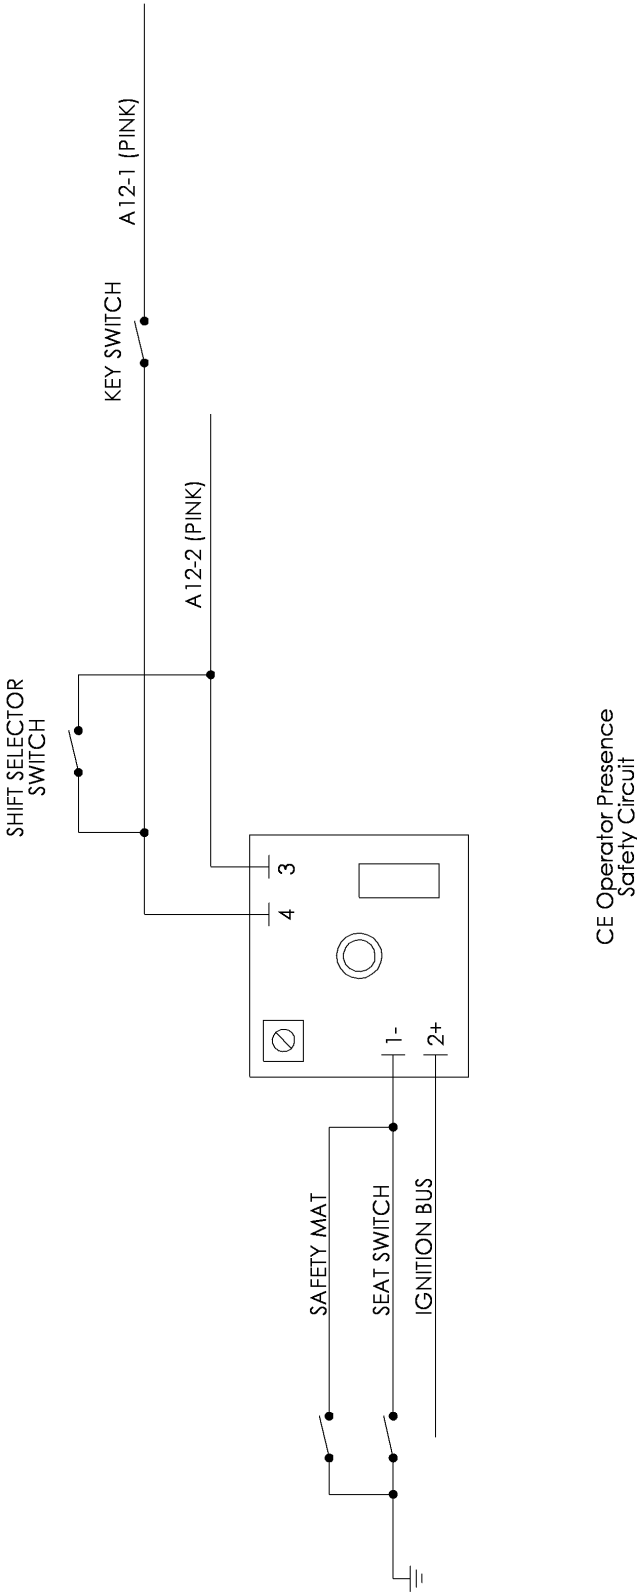 A12-1 (PINK)
KEY SWITCH
A12-2 (PINK)
SHIFT SELECTOR
SWITCH
3
4
1-
2+
SAFETY MAT
SEAT SWITCH
IGNITION BUS
CE Operator Presence
Safety Circuit